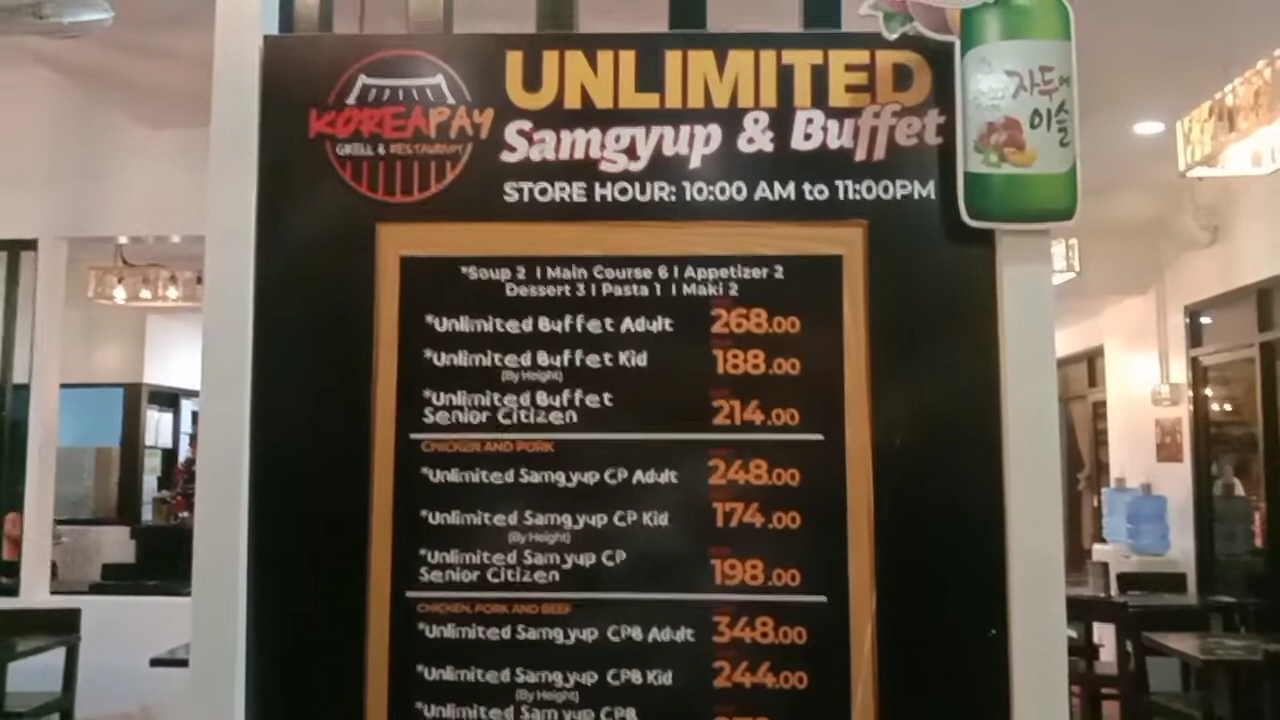 KOREAPAY
GRILL & RESTAURANT
UNLIMITED
Samgyup & Buffet
STORE HOUR: 10:00 AM to 11:00PM
자두에
이슬
*Soup 2 | Main Course 6 | Appetizer 2
Dessert 3 | Pasta 1 | Maki 2
*Unlimited Buffet Adult 268.00
*Unlimited Buffet Kid 188.00
(By Height)
*Unlimited Buffet
Senior Citizen 214.00
CHICKEN AND PORK
*Unlimited Samgyup CP Adult 248.00
*Unlimited Samgyup CP Kid 174.00
(By Height)
*Unlimited Sam yup CP
Senior Citizen 198.00
CHICKEN, PORK AND BEEF
*Unlimited Samgyup CPB Adult 348.00
*Unlimited Samgyup CPB Kid 244.00
(By Height)
*Unlimited Sam yup CPB